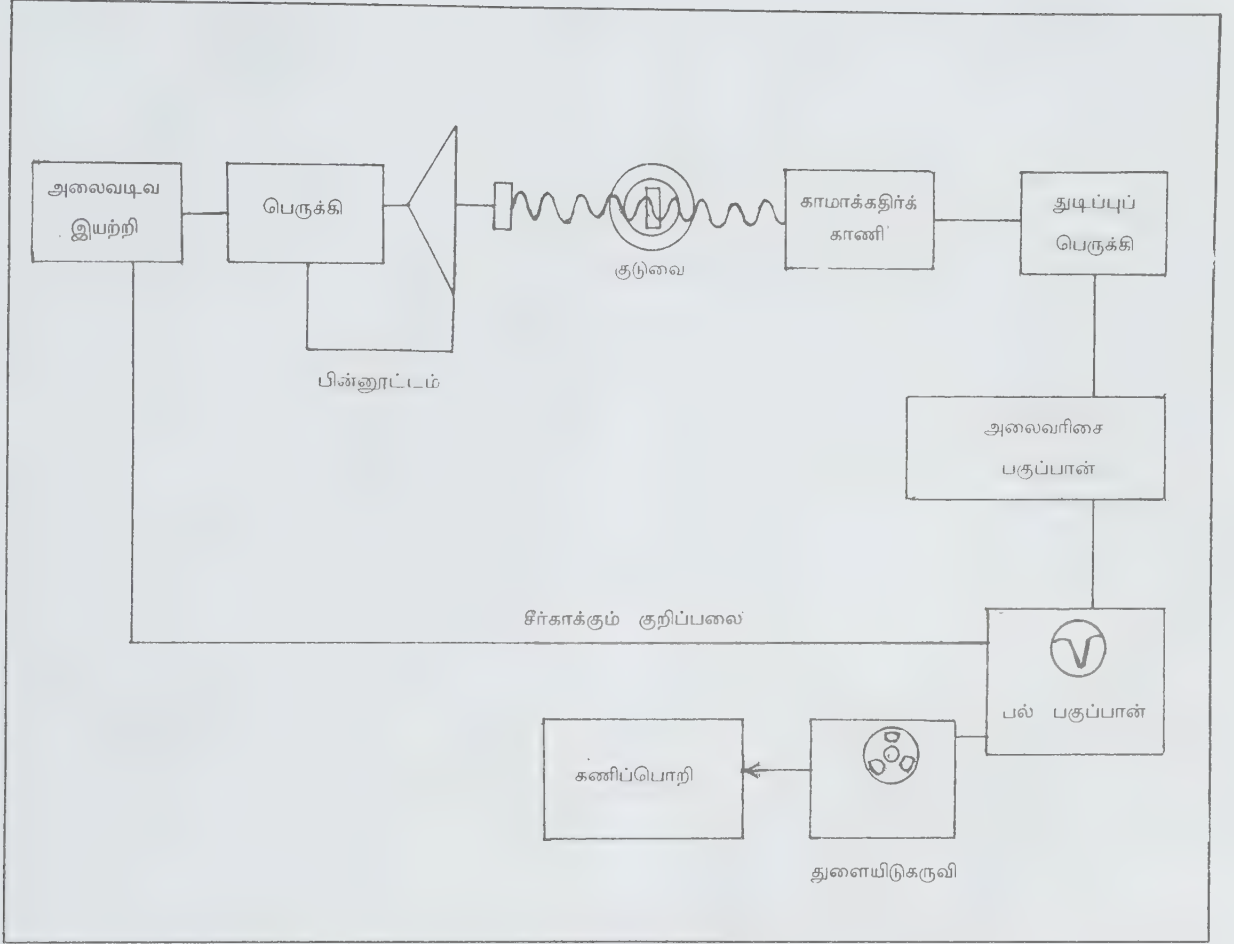 அலைவடிவ
இயற்றி
பெருக்கி
பின்னூட்டம்
குடுவை
காமாக்கதிர்க்
காணி
துடிப்புப்
பெருக்கி
அலைவரிசை
பகுப்பான்
சீர்காக்கும் குறிப்பலை
பல் பகுப்பான்
கணிப்பொறி
துளையிடுகருவி